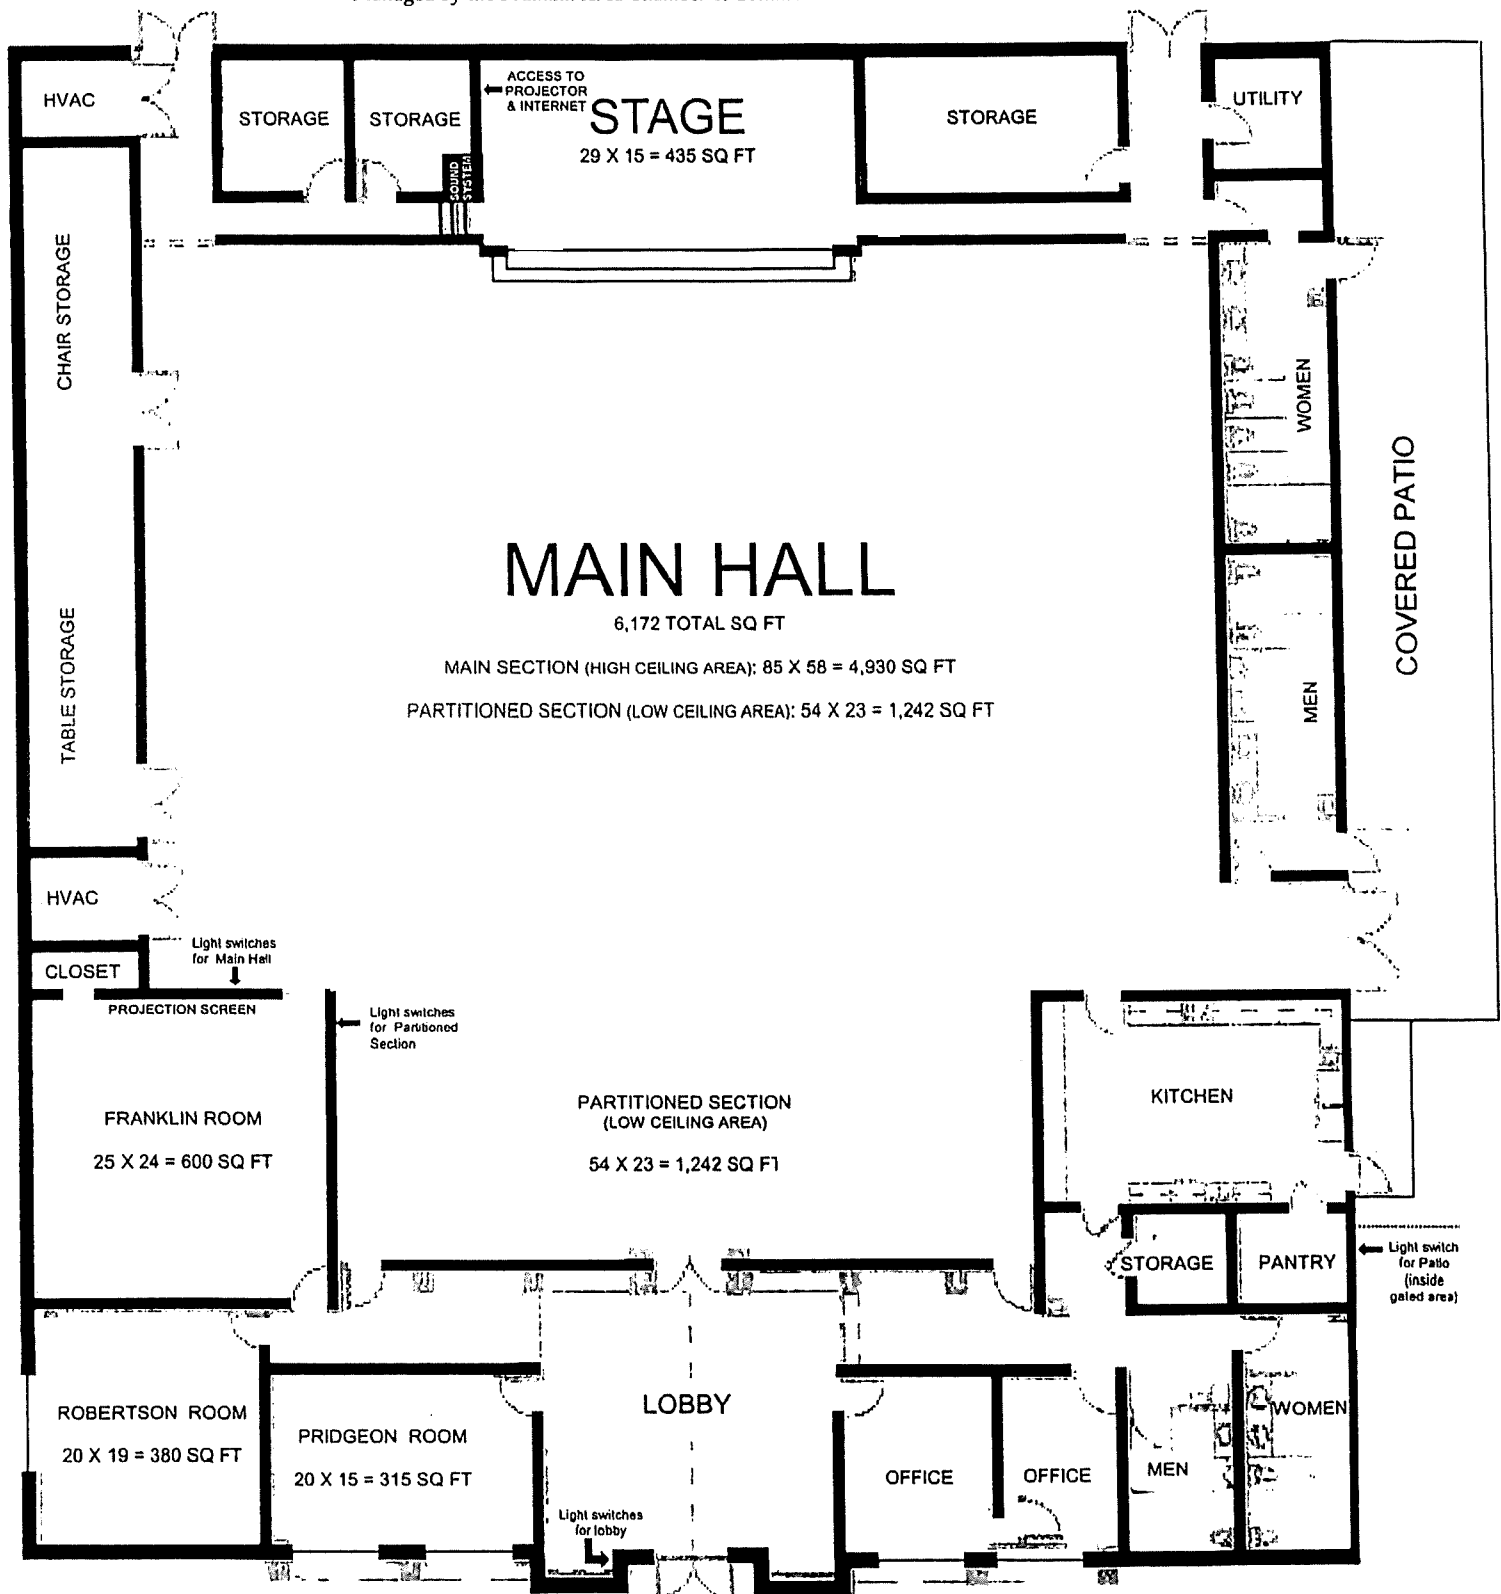 HVAC
STORAGE
STORAGE
ACCESS TO
PROJECTOR
& INTERNET
STAGE
29 X 15 = 435 SQ FT
STORAGE
UTILITY
SOUND
SYSTEM
CHAIR STORAGE
TABLE STORAGE
WOMEN
MEN
COVERED PATIO
MAIN HALL
6,172 TOTAL SQ FT
MAIN SECTION (HIGH CEILING AREA): 85 X 58 = 4,930 SQ FT
PARTITIONED SECTION (LOW CEILING AREA): 54 X 23 = 1,242 SQ FT
HVAC
CLOSET
Light switches
for Main Hall
PROJECTION SCREEN
Light switches
for Partitioned
Section
FRANKLIN ROOM
25 X 24 = 600 SQ FT
PARTITIONED SECTION
(LOW CEILING AREA)
54 X 23 = 1,242 SQ FT
KITCHEN
STORAGE
PANTRY
Light switch
for Patio
(inside
gated area)
ROBERTSON ROOM
20 X 19 = 380 SQ FT
PRIDGEON ROOM
20 X 15 = 315 SQ FT
LOBBY
Light switches
for lobby
OFFICE
OFFICE
MEN
WOMEN